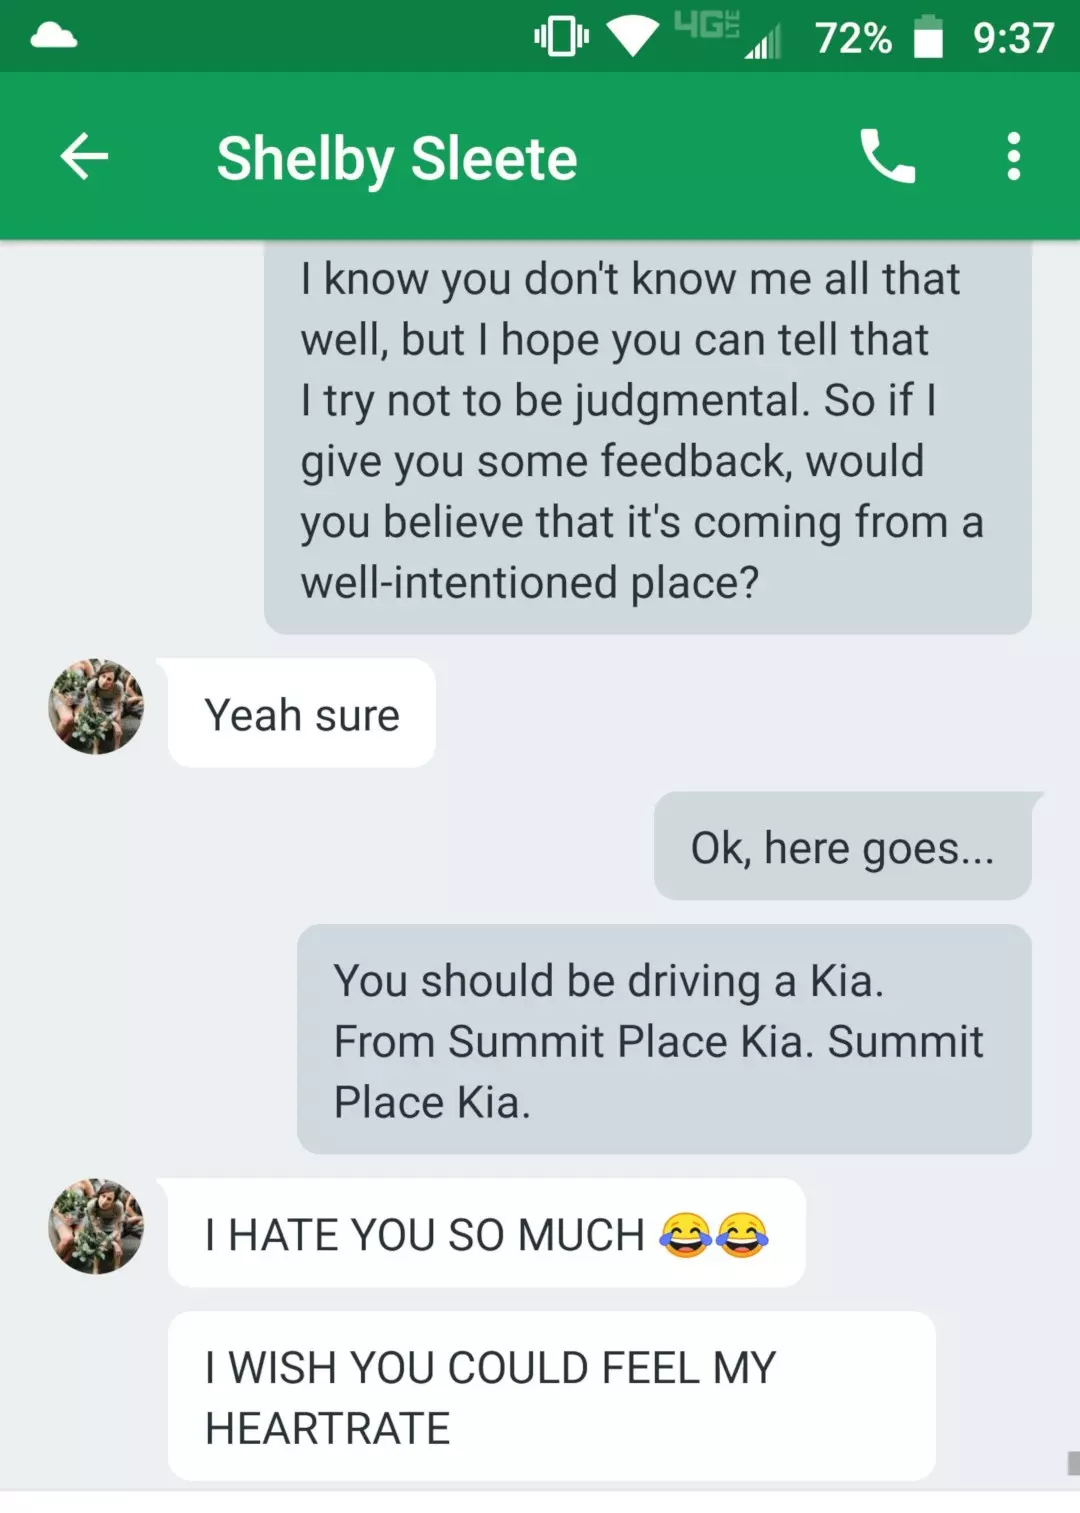 4G LTE 72% 9:37
Shelby Sleete
I know you don't know me all that
well, but I hope you can tell that
I try not to be judgmental. So if I
give you some feedback, would
you believe that it's coming from a
well-intentioned place?
Yeah sure
Ok, here goes...
You should be driving a Kia.
From Summit Place Kia. Summit
Place Kia.
I HATE YOU SO MUCH 😂😂
I WISH YOU COULD FEEL MY
HEARTRATE